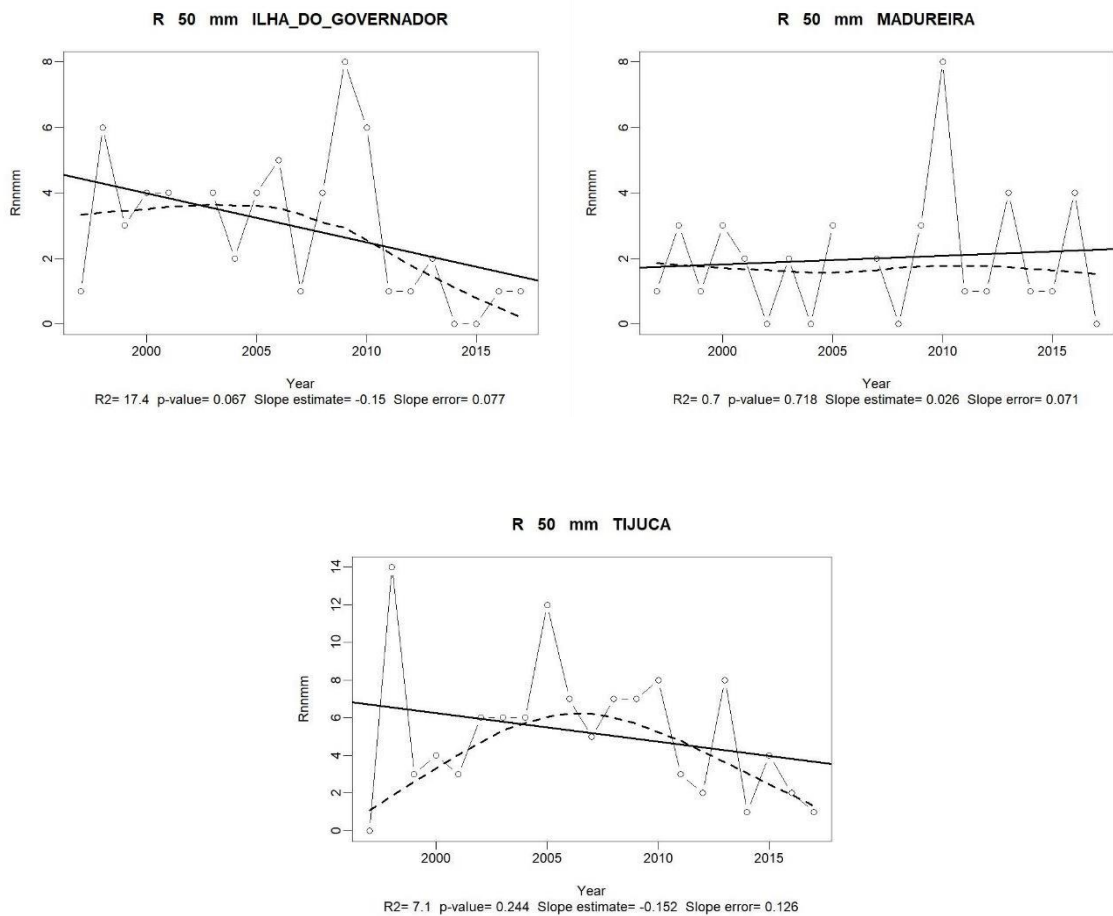 R 50 mm ILHA_DO_GOVERNADOR
Rnnmm
8
6
4
2
0
2000 2005 2010 2015
Year
R2= 17.4 p-value= 0.067 Slope estimate= -0.15 Slope error= 0.077
R 50 mm MADUREIRA
Rnnmm
8
6
4
2
0
2000 2005 2010 2015
Year
R2= 0.7 p-value= 0.718 Slope estimate= 0.026 Slope error= 0.071
R 50 mm TIJUCA
Rnnmm
14
12
10
8
6
4
2
0
2000 2005 2010 2015
Year
R2= 7.1 p-value= 0.244 Slope estimate= -0.152 Slope error= 0.126